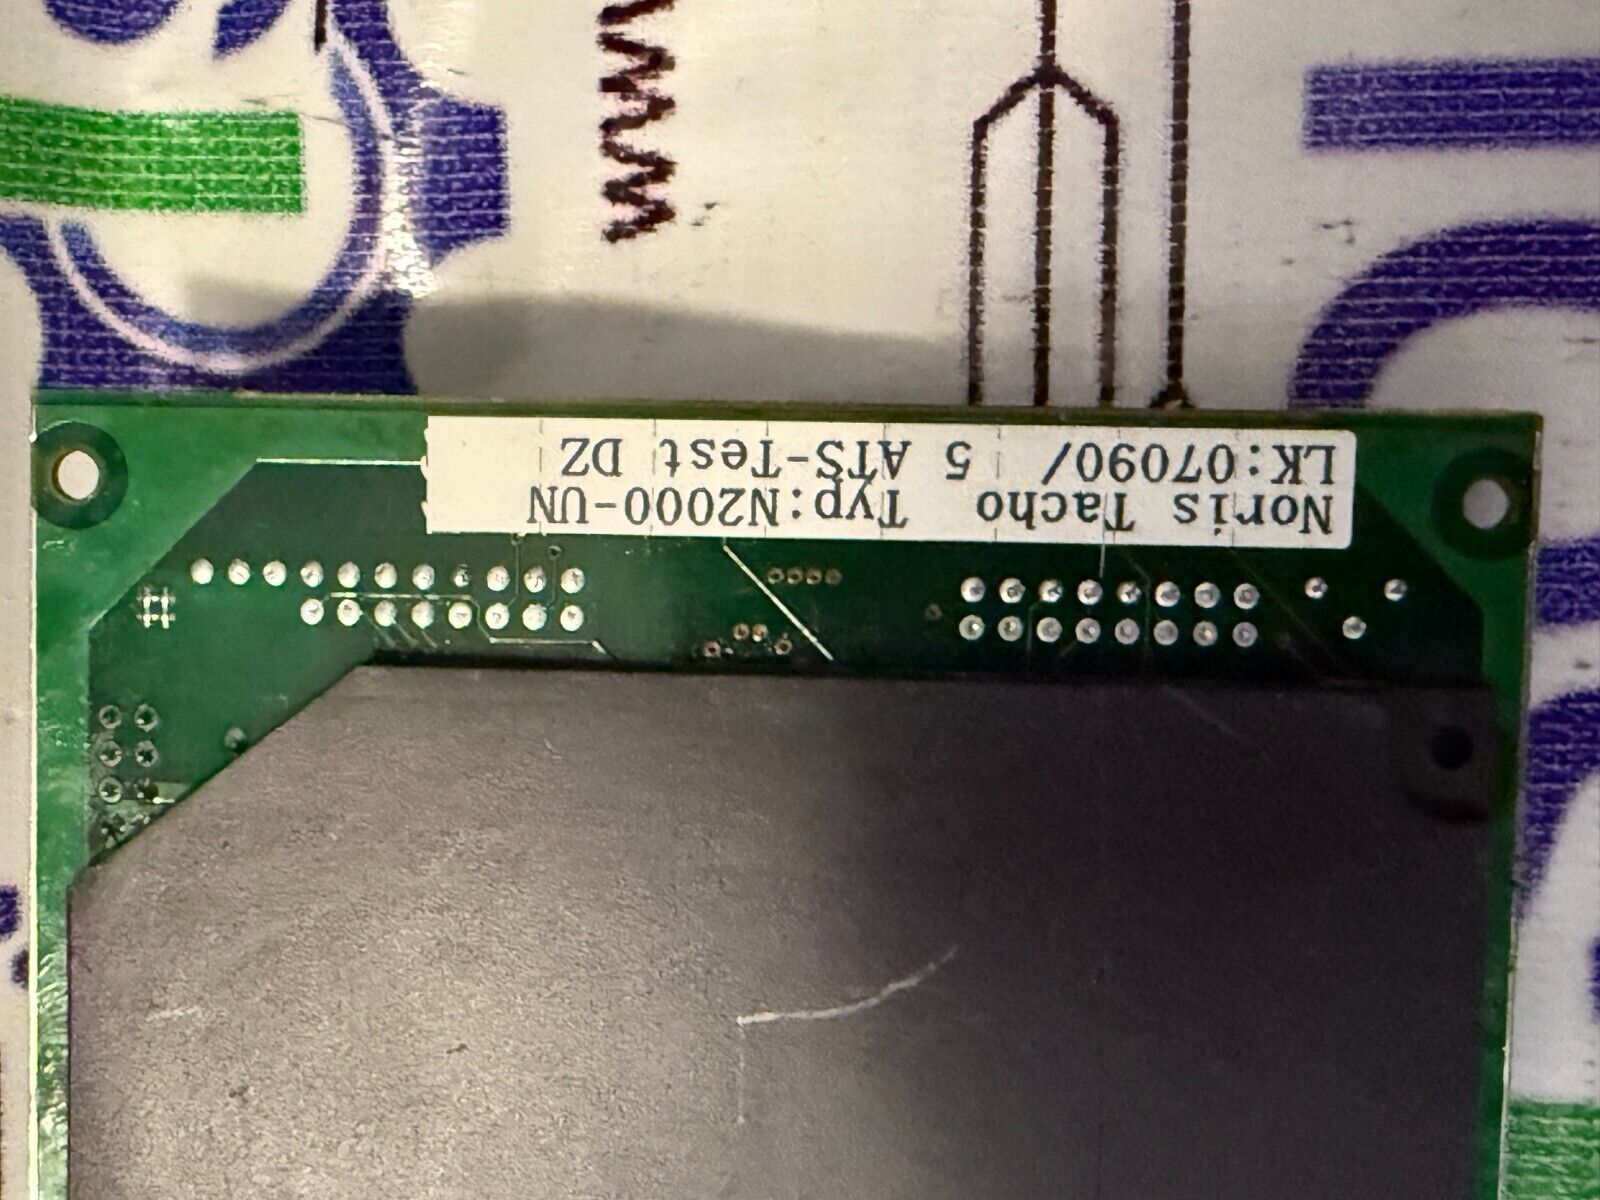 Noris Tacho Typ:N2000-UN
LK:07090/ 5 ATS-Test DZ